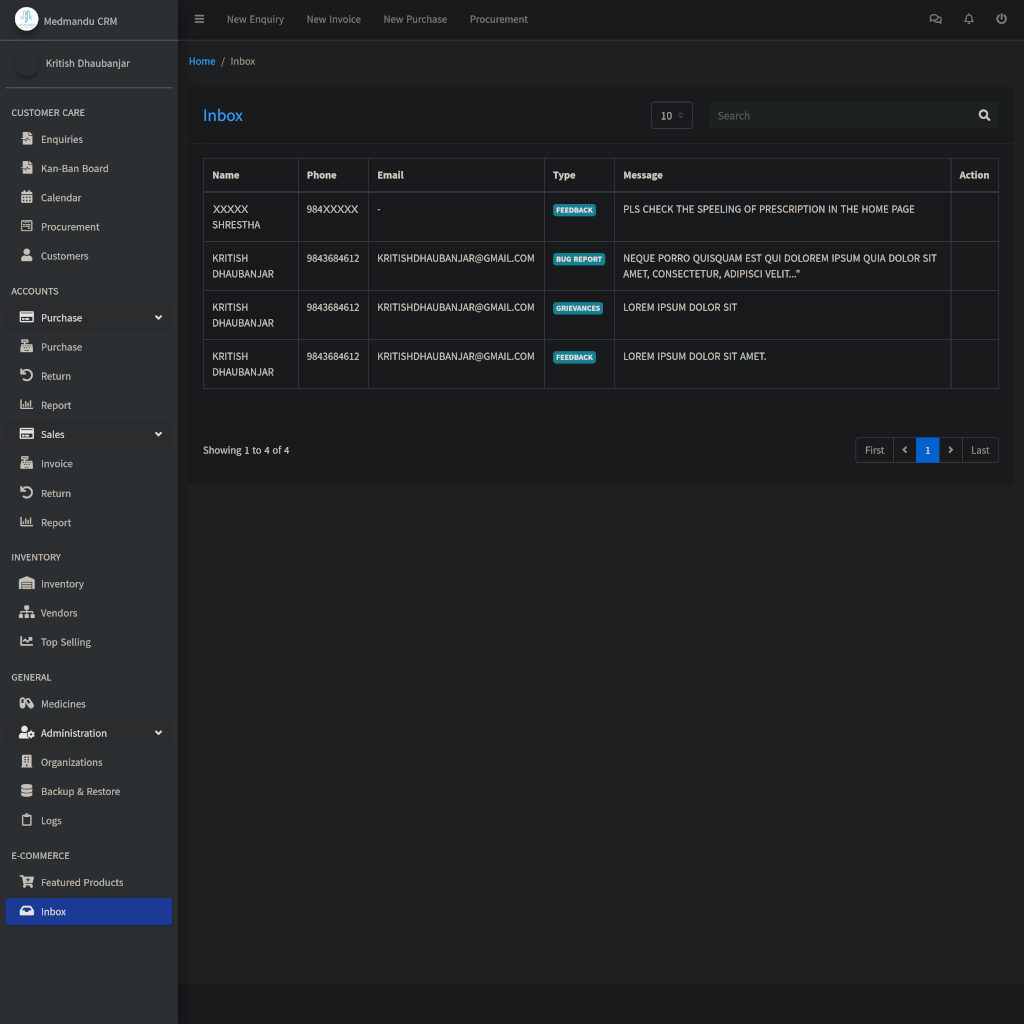 Medmandu CRM
New Enquiry New Invoice New Purchase Procurement
Kritish Dhaubanjar
Home / Inbox
CUSTOMER CARE
Enquiries
Kan-Ban Board
Calendar
Procurement
Customers
ACCOUNTS
Purchase
Purchase
Return
Report
Sales
Invoice
Return
Report
INVENTORY
Inventory
Vendors
Top Selling
GENERAL
Medicines
Administration
Organizations
Backup & Restore
Logs
E-COMMERCE
Featured Products
Inbox
Inbox
10
Search
Name Phone Email Type Message Action
XXXXX 984XXXXX - FEEDBACK PLS CHECK THE SPEELING OF PRESCRIPTION IN THE HOME PAGE
SHRESTHA
KRITISH 9843684612 KRITISHDHAUBANJAR@GMAIL.COM BUG REPORT NEQUE PORRO QUISQUAM EST QUI DOLOREM IPSUM QUIA DOLOR SIT
DHAUBANJAR AMET, CONSECTETUR, ADIPISCI VELIT..."
KRITISH 9843684612 KRITISHDHAUBANJAR@GMAIL.COM GRIEVANCES LOREM IPSUM DOLOR SIT
DHAUBANJAR
KRITISH 9843684612 KRITISHDHAUBANJAR@GMAIL.COM FEEDBACK LOREM IPSUM DOLOR SIT AMET.
DHAUBANJAR
Showing 1 to 4 of 4
First 1 Last